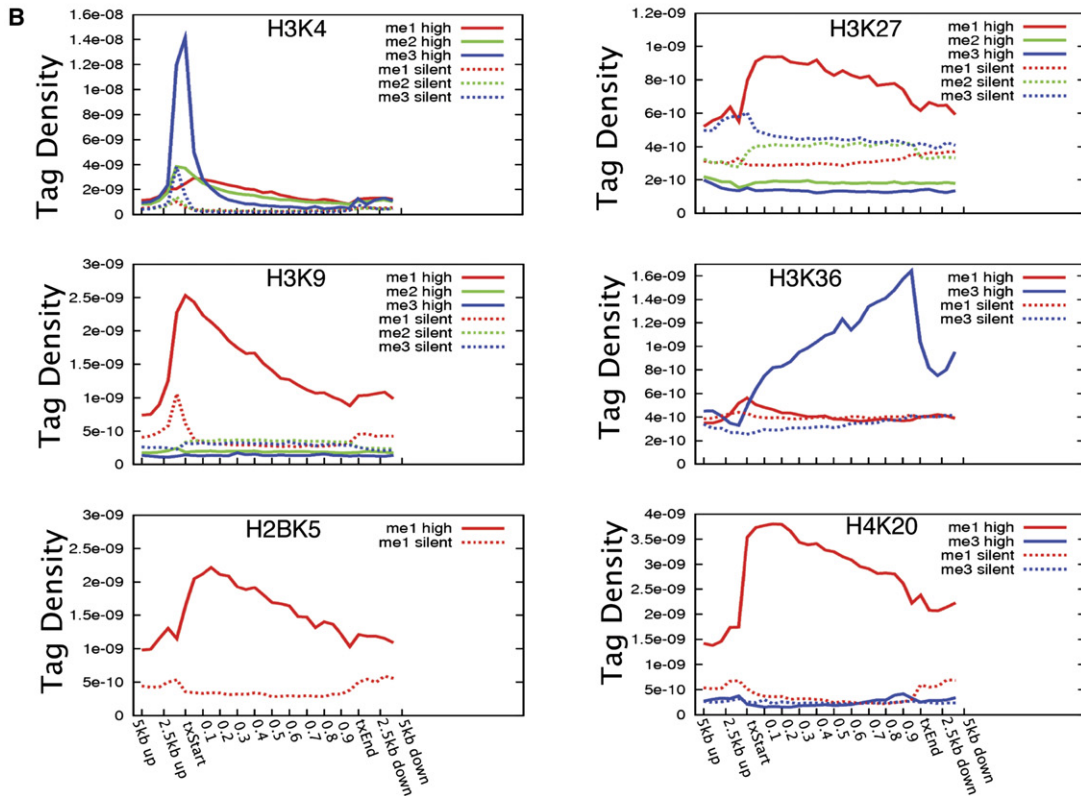 B
H3K4
Tag Density
1.6e-08
1.4e-08
1.2e-08
1e-08
8e-09
6e-09
4e-09
2e-09
0
me1 high
me2 high
me3 high
me1 silent
me2 silent
me3 silent
H3K27
Tag Density
1.2e-09
1e-09
8e-10
6e-10
4e-10
2e-10
0
me1 high
me2 high
me3 high
me1 silent
me2 silent
me3 silent
H3K9
Tag Density
3e-09
2.5e-09
2e-09
1.5e-09
1e-09
5e-10
0
me1 high
me2 high
me3 high
me1 silent
me2 silent
me3 silent
H3K36
Tag Density
1.6e-09
1.4e-09
1.2e-09
1e-09
8e-10
6e-10
4e-10
2e-10
0
me1 high
me3 high
me1 silent
me3 silent
H2BK5
Tag Density
3e-09
2.5e-09
2e-09
1.5e-09
1e-09
5e-10
0
me1 high
me1 silent
5kb up
2.5kb up
txStart
0.1
0.2
0.4
0.5
0.6
0.7
0.8
0.9
txEnd
2.5kb down
5kb down
H4K20
Tag Density
4e-09
3.5e-09
3e-09
2.5e-09
2e-09
1.5e-09
1e-09
5e-10
0
me1 high
me3 high
me1 silent
me3 silent
5kb up
2.5kb up
txStart
0.1
0.2
0.3
0.4
0.5
0.6
0.7
0.8
0.9
txEnd
2.5kb down
5kb down